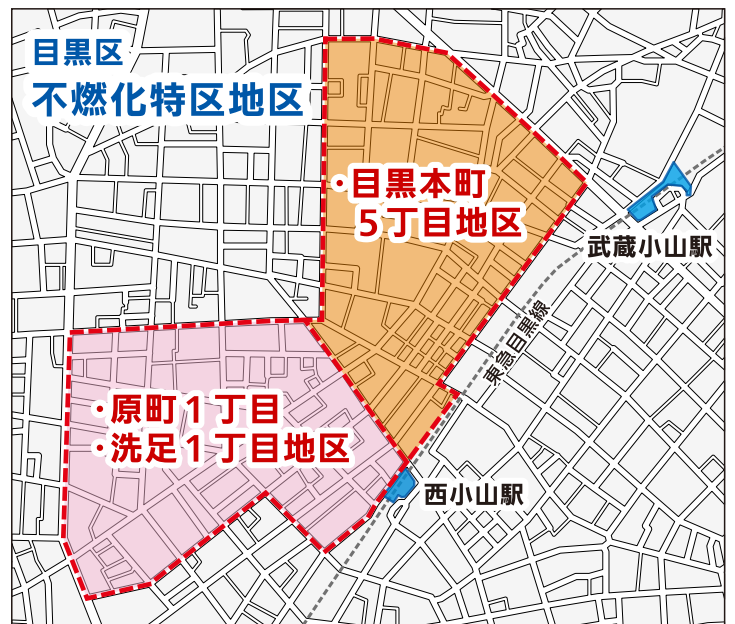 目黒区
不燃化特区地区
・目黒本町
５丁目地区
武蔵小山駅
東急目黒線
・原町１丁目
・洗足１丁目地区
西小山駅